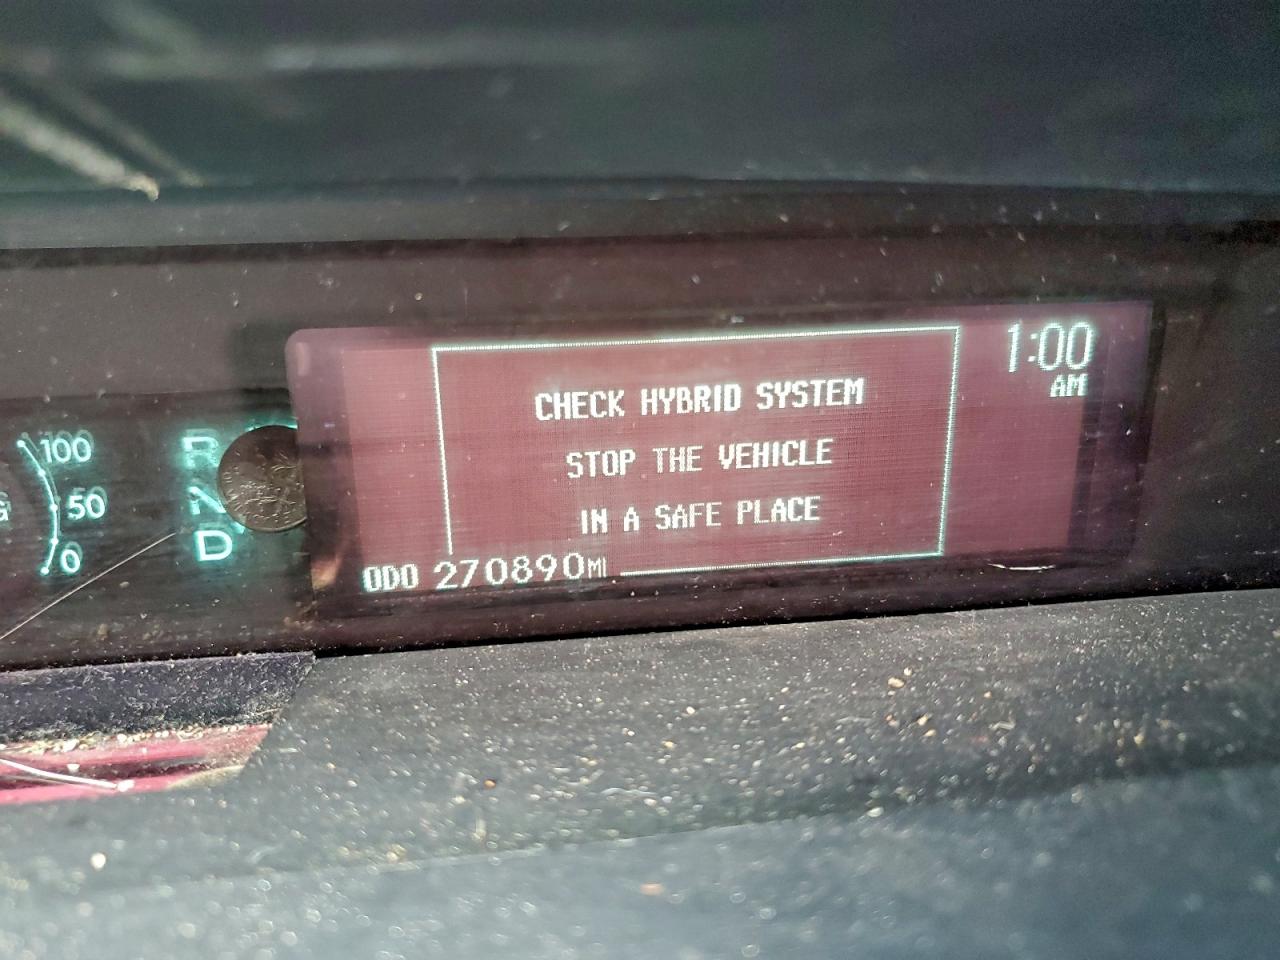 1:00
AM
CHECK HYBRID SYSTEM
STOP THE VEHICLE
IN A SAFE PLACE
ODO 270890MI
100
50
0
R
N
D